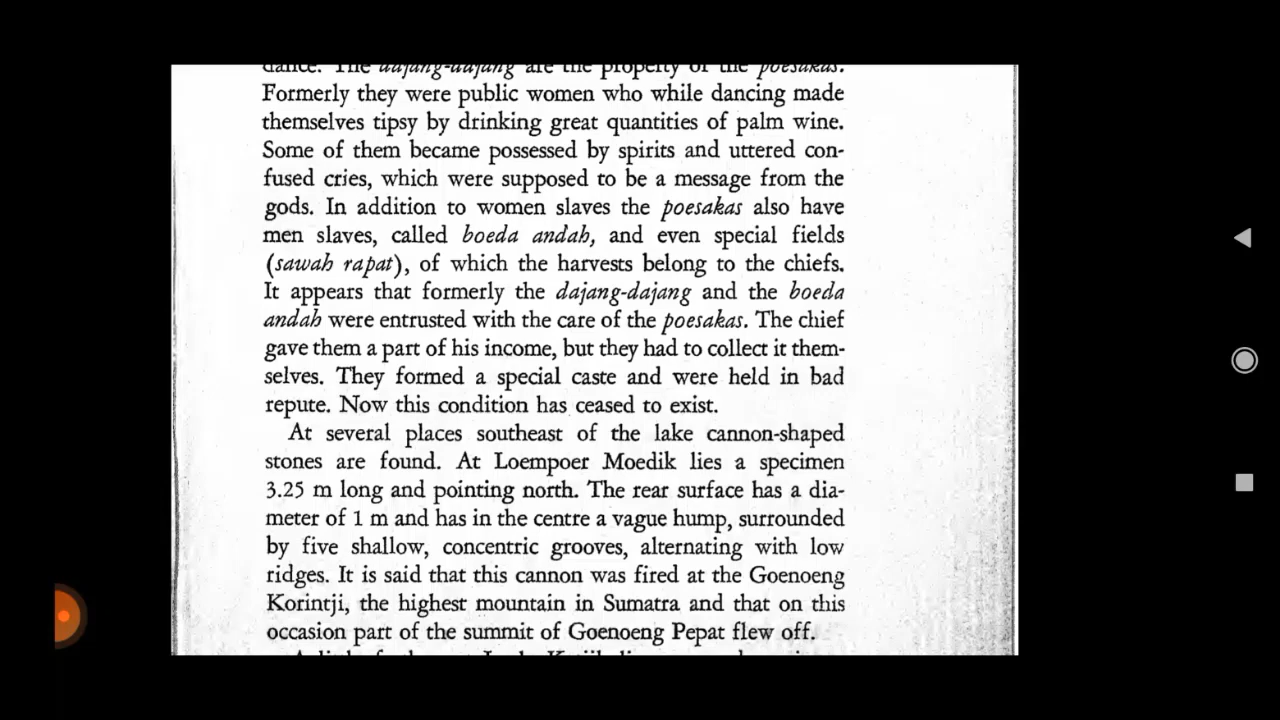 dance. The dajang-dajang are the property of the poesakas.
Formerly they were public women who while dancing made
themselves tipsy by drinking great quantities of palm wine.
Some of them became possessed by spirits and uttered con-
fused cries, which were supposed to be a message from the
gods. In addition to women slaves the poesakas also have
men slaves, called boeda andah, and even special fields
(sawah rapat), of which the harvests belong to the chiefs.
It appears that formerly the dajang-dajang and the boeda
andah were entrusted with the care of the poesakas. The chief
gave them a part of his income, but they had to collect it them-
selves. They formed a special caste and were held in bad
repute. Now this condition has ceased to exist.
At several places southeast of the lake cannon-shaped
stones are found. At Loempoer Moedik lies a specimen
3.25 m long and pointing north. The rear surface has a dia-
meter of 1 m and has in the centre a vague hump, surrounded
by five shallow, concentric grooves, alternating with low
ridges. It is said that this cannon was fired at the Goenoeng
Korintji, the highest mountain in Sumatra and that on this
occasion part of the summit of Goenoeng Pepat flew off.